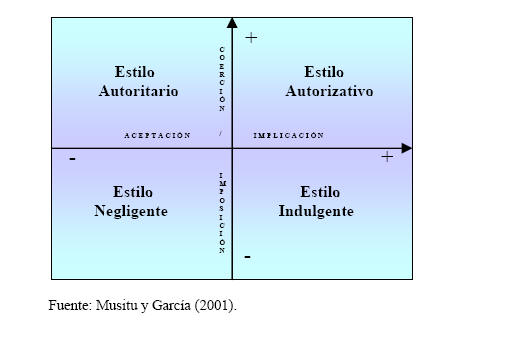 +
COERCIÓN / IMPOSICIÓN
Estilo
Autoritario
Estilo
Autorizativo
ACEPTACIÓN / IMPLICACIÓN
-
+
Estilo
Negligente
Estilo
Indulgente
-
Fuente: Musitu y García (2001).